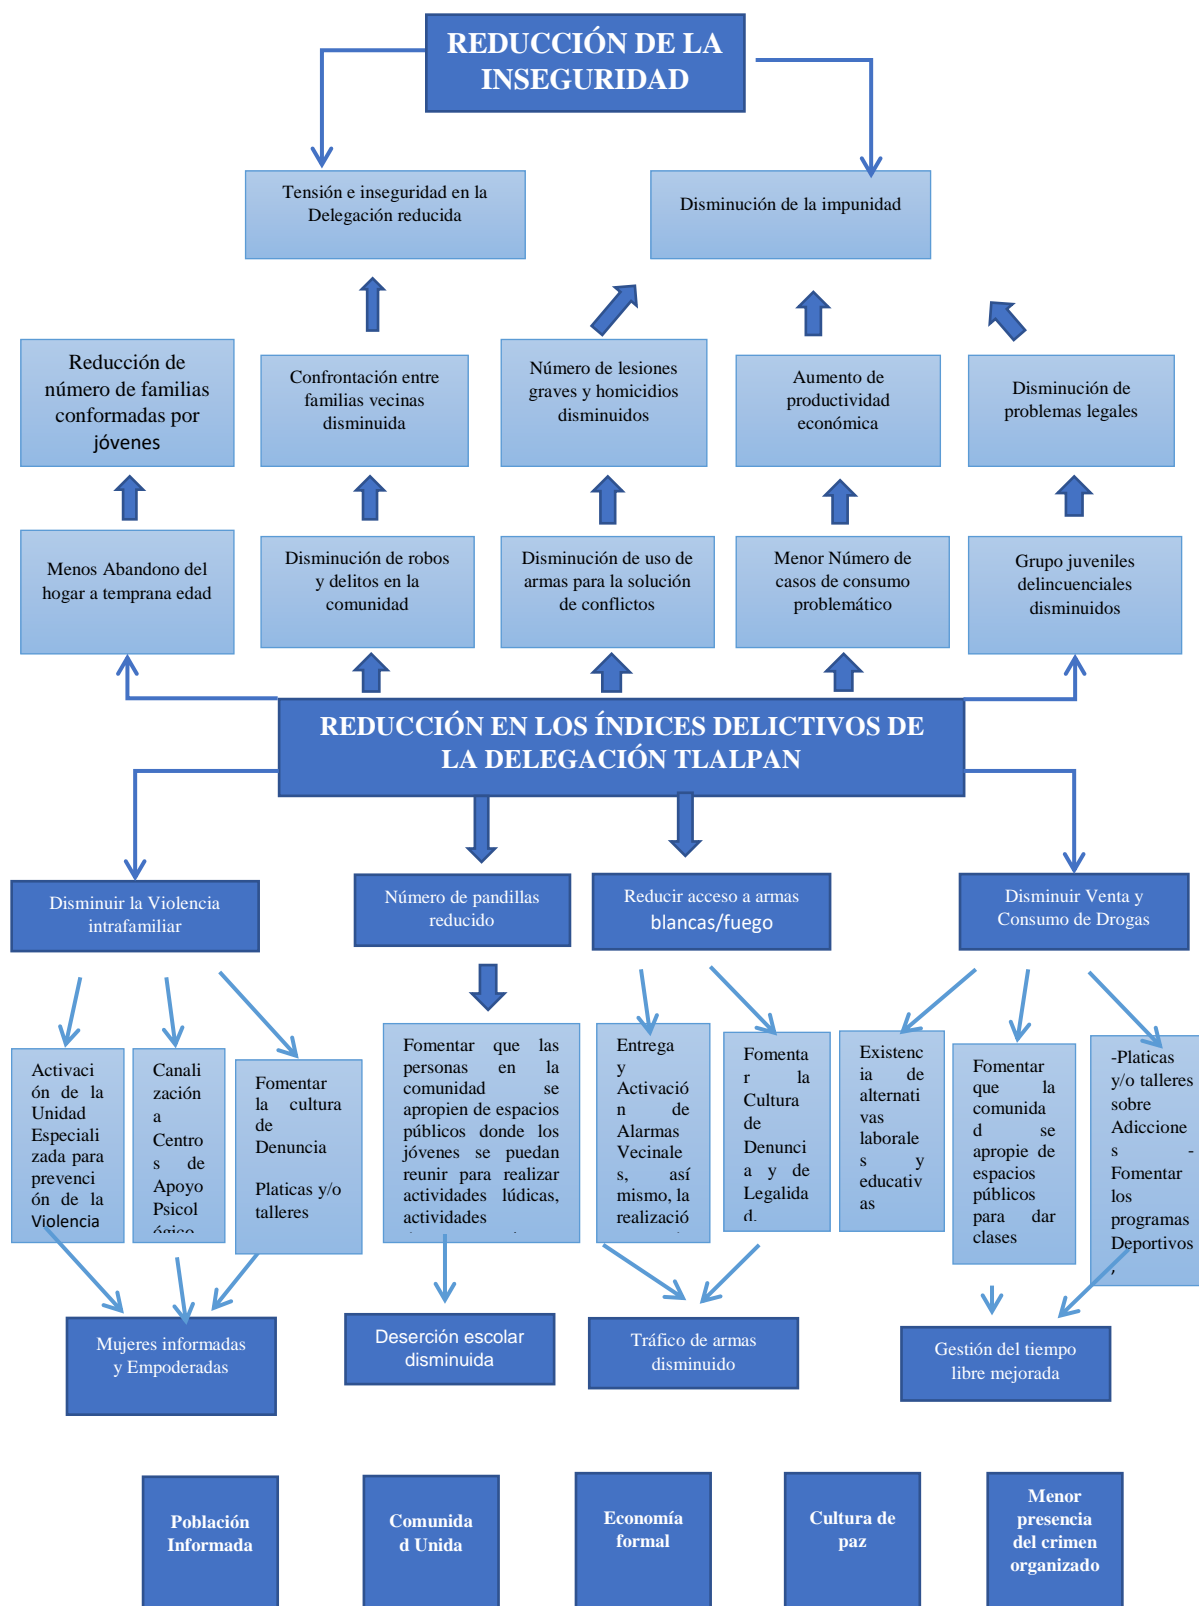 REDUCCIÓN DE LA
INSEGURIDAD
Tensión e inseguridad en la
Delegación reducida
Disminución de la impunidad
Reducción de
número de familias
conformadas por
jóvenes
Confrontación entre
familias vecinas
disminuida
Número de lesiones
graves y homicidios
disminuidos
Aumento de
productividad
económica
Disminución de
problemas legales
Menos Abandono del
hogar a temprana edad
Disminución de robos
y delitos en la
comunidad
Disminución de uso de
armas para la solución
de conflictos
Menor Número de
casos de consumo
problemático
Grupo juveniles
delincuenciales
disminuidos
REDUCCIÓN EN LOS ÍNDICES DELICTIVOS DE
LA DELEGACIÓN TLALPAN
Disminuir la Violencia
intrafamiliar
Número de pandillas
reducido
Reducir acceso a armas
blancas/fuego
Disminuir Venta y
Consumo de Drogas
Activaci
ón de la
Unidad
Especiali
zada para
prevenci
ón de la
Violencia
Canali
zación
a
Centro
s de
Apoyo
Psicol
ógico
Fomentar
la cultura
de
Denuncia
Platicas y/o
talleres
Fomentar que las
personas en la
comunidad se
apropien de espacios
públicos donde los
jóvenes se puedan
reunir para realizar
actividades lúdicas,
actividades
Entrega
y
Activació
n de
Alarmas
Vecinale
s, así
mismo, la
realizació
Fomenta
r la
Cultura
de
Denunci
a y de
Legalida
d.
Existenc
ia de
alternati
vas
laborale
s y
educativ
as
Fomentar
que la
comunida
d se
apropie de
espacios
públicos
para dar
clases
-Platicas
y/o talleres
sobre
Adiccione
s -
Fomentar
los
programas
Deportivos
,
Mujeres informadas
y Empoderadas
Deserción escolar
disminuida
Tráfico de armas
disminuido
Gestión del tiempo
libre mejorada
Población
Informada
Comunida
d Unida
Economía
formal
Cultura de
paz
Menor
presencia
del crimen
organizado